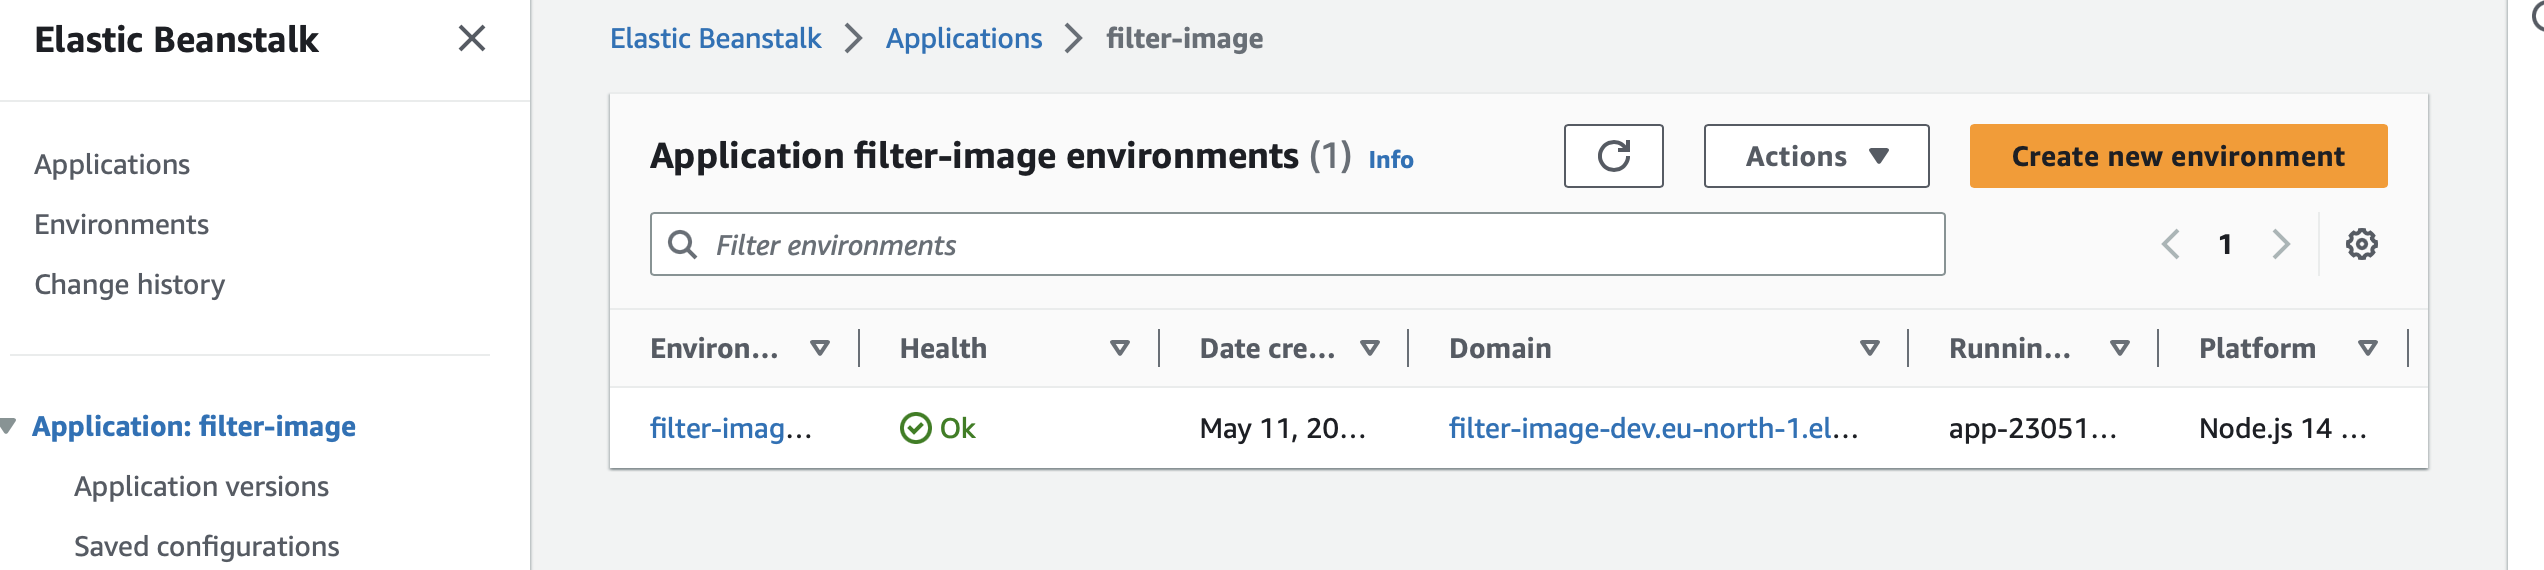 Elastic Beanstalk
Applications
Environments
Change history
Application: filter-image
Application versions
Saved configurations
Elastic Beanstalk > Applications > filter-image
Application filter-image environments (1) Info
Actions
Create new environment
Filter environments
1
Environ... Health Date cre... Domain Runnin... Platform
filter-imag... Ok May 11, 20... filter-image-dev.eu-north-1.el... app-23051... Node.js 14 ...